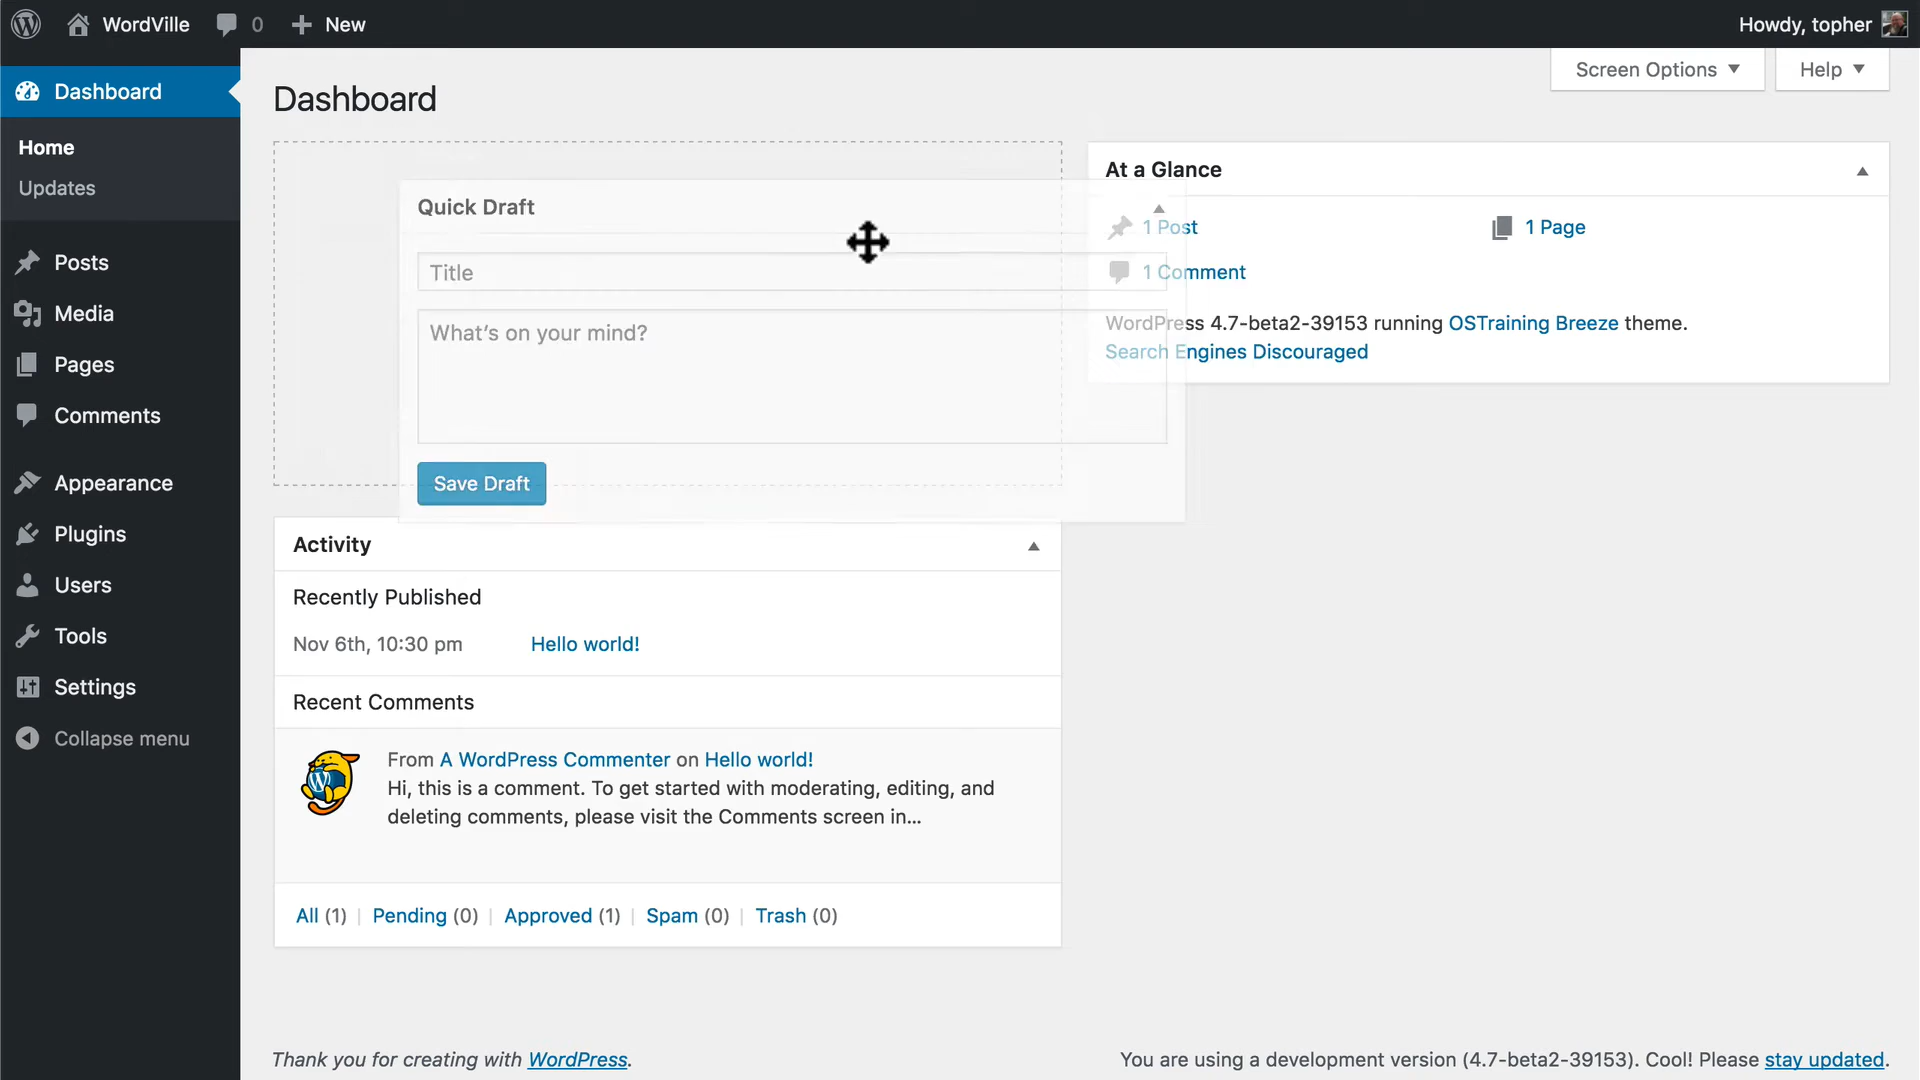 WordVille 0 New Howdy, topher
Screen Options Help
Dashboard
Home
Updates
Posts
Media
Pages
Comments
Appearance
Plugins
Users
Tools
Settings
Collapse menu
Dashboard
Quick Draft
Title
What's on your mind?
Save Draft
At a Glance
1 Post 1 Page
1 Comment
WordPress 4.7-beta2-39153 running OSTraining Breeze theme.
Search Engines Discouraged
Activity
Recently Published
Nov 6th, 10:30 pm Hello world!
Recent Comments
From A WordPress Commenter on Hello world!
Hi, this is a comment. To get started with moderating, editing, and
deleting comments, please visit the Comments screen in...
All (1) | Pending (0) | Approved (1) | Spam (0) | Trash (0)
Thank you for creating with WordPress.
You are using a development version (4.7-beta2-39153). Cool! Please stay updated.